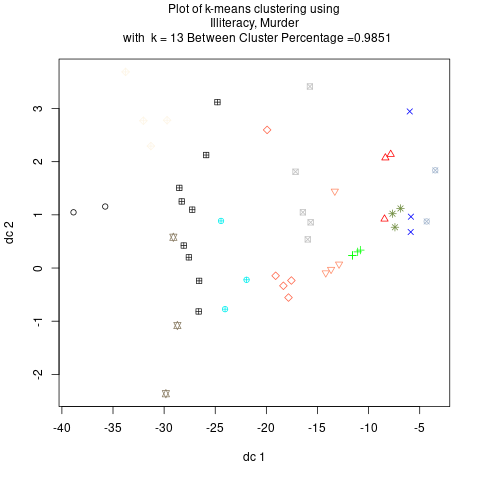 Plot of k-means clustering using
Illiteracy, Murder
with  k = 13 Between Cluster Percentage =0.9851
3
2
1
0
-1
-2
dc 2
-40 -35 -30 -25 -20 -15 -10 -5
dc 1